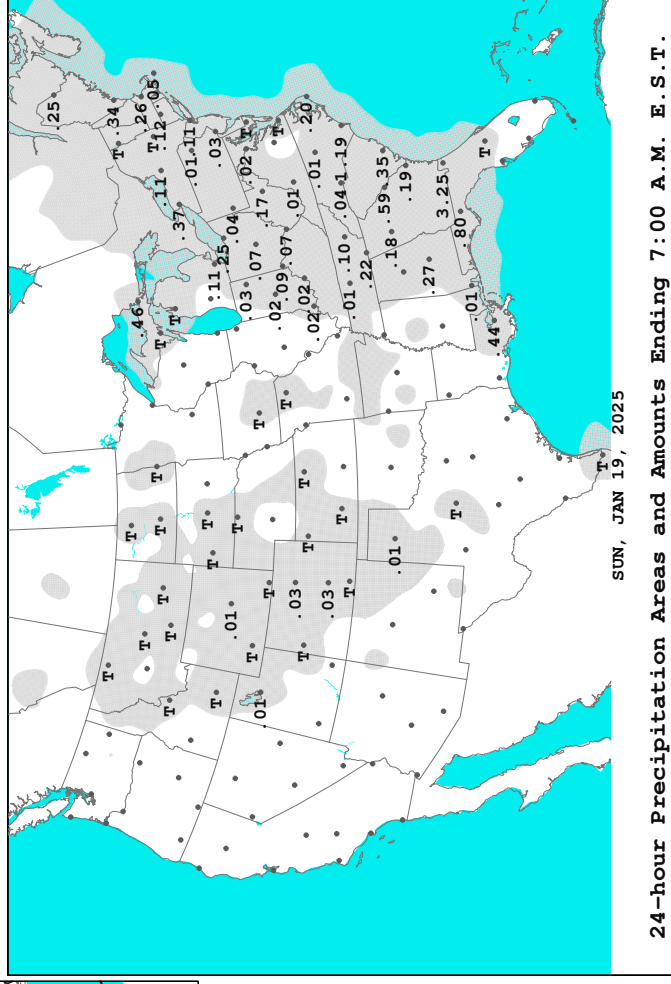 .25
T
.34
T
T
.46
.26
T
T
.05
T
.12
T
T
.11
T
T
T
T
.37
.11
.01
T
T
.11
.03
T
.25
.01
.04
T
.03
.02
T
T
.07
T
.01
.17
T
.02
T
.09
T
.07
.01
.03
.02
T
T
.20
T
.02
.01
.03
.04
1.19
T
.10
T
.01
.22
.35
.59
.18
.01
.19
.27
3.25
T
.80
.01
T
.44
T
SUN, JAN 19, 2025
24-hour Precipitation Areas and Amounts Ending 7:00 A.M. E.S.T.